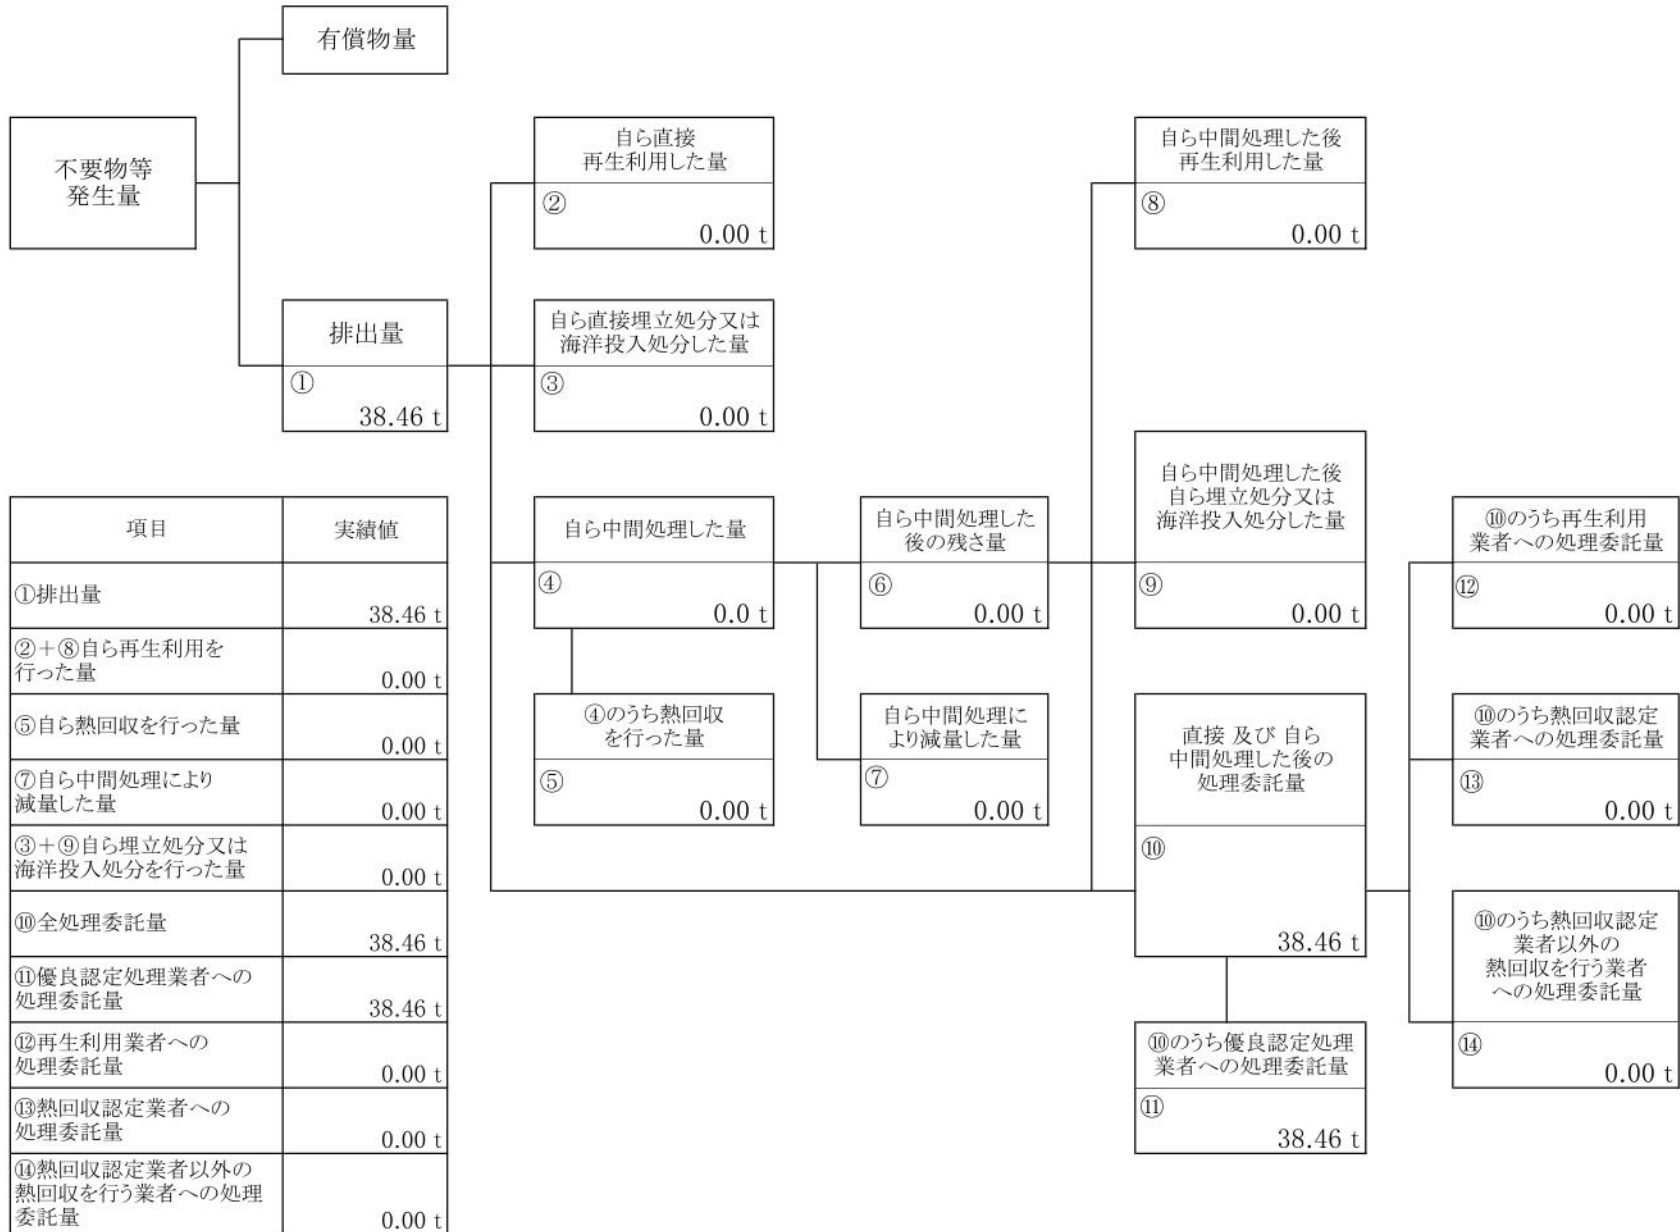 有償物量
不要物等
発生量
自ら直接
再生利用した量
②
0.00 t
自ら中間処理した後
再生利用した量
⑧
0.00 t
排出量
①
38.46 t
自ら直接埋立処分又は
海洋投入処分した量
③
0.00 t
自ら中間処理した量
④
0.0 t
自ら中間処理した
後の残さ量
⑥
0.00 t
自ら中間処理した後
自ら埋立処分又は
海洋投入処分した量
⑨
0.00 t
⑩のうち再生利用
業者への処理委託量
⑫
0.00 t
④のうち熱回収
を行った量
⑤
0.00 t
自ら中間処理に
より減量した量
⑦
0.00 t
直接 及び 自ら
中間処理した後の
処理委託量
⑩
38.46 t
⑩のうち熱回収認定
業者への処理委託量
⑬
0.00 t
⑩のうち熱回収認定
業者以外の
熱回収を行う業者
への処理委託量
⑭
0.00 t
⑩のうち優良認定処理
業者への処理委託量
⑪
38.46 t
項目 実績値
①排出量
38.46 t
②＋⑧自ら再生利用を
行った量
0.00 t
⑤自ら熱回収を行った量
0.00 t
⑦自ら中間処理により
減量した量
0.00 t
③＋⑨自ら埋立処分又は
海洋投入処分を行った量
0.00 t
⑩全処理委託量
38.46 t
⑪優良認定処理業者への
処理委託量
38.46 t
⑫再生利用業者への
処理委託量
0.00 t
⑬熱回収認定業者への
処理委託量
0.00 t
⑭熱回収認定業者以外の
熱回収を行う業者への処理
委託量
0.00 t